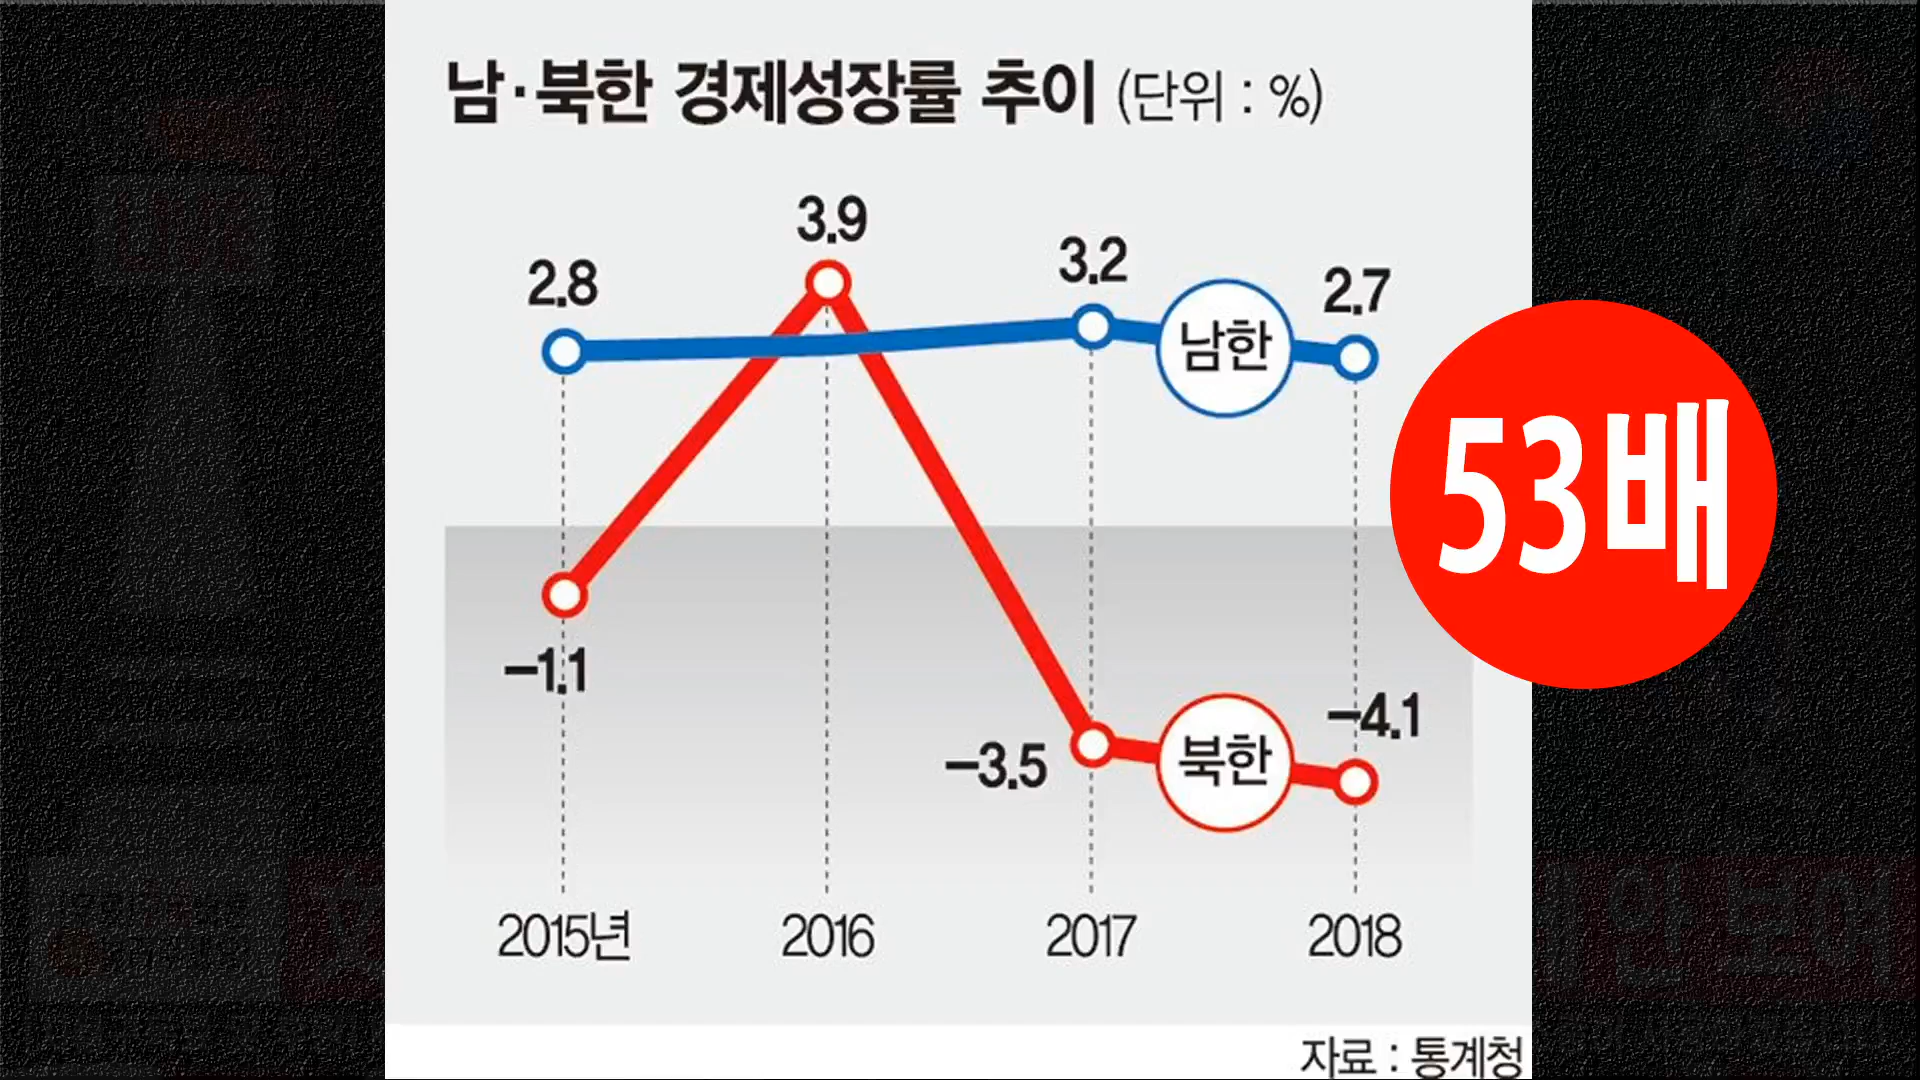 남·북한 경제성장률 추이 (단위 : %)
2.8
3.9
3.2
2.7
남한
53배
-1.1
-3.5
북한
-4.1
2015년 2016 2017 2018
자료 : 통계청